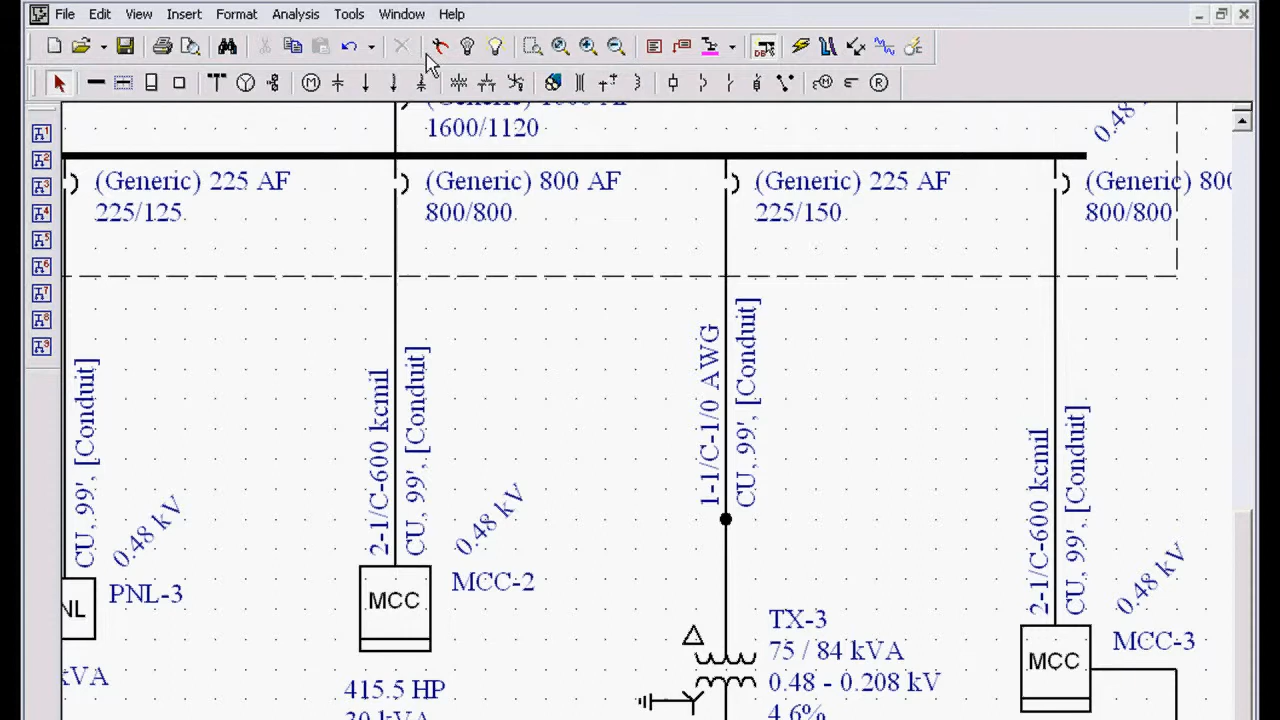 File Edit View Insert Format Analysis Tools Window Help
1600/1120
0.48
(Generic) 225 AF
225/125
(Generic) 800 AF
800/800
(Generic) 225 AF
225/150
(Generic) 800
800/800
CU, 99', [Conduit]
0.48 kV
PNL-3
NL
kVA
2-1/C-600 kcmil
CU, 99', [Conduit]
0.48 kV
MCC-2
MCC
415.5 HP
30 kVA
1-1/C-1/0 AWG
CU, 99', [Conduit]
TX-3
75 / 84 kVA
0.48 - 0.208 kV
4.6%
2-1/C-600 kcmil
CU, 99', [Conduit]
0.48 kV
MCC-3
MCC